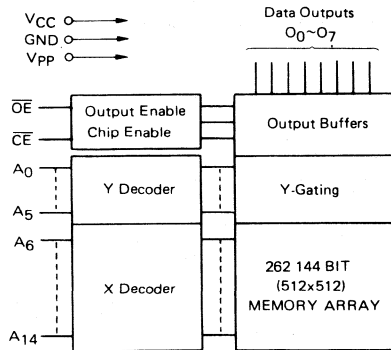 VCC
GND
VPP
Data Outputs
O0~O7
OE
CE
Output Enable
Chip Enable
Output Buffers
A0
A5
Y Decoder
Y-Gating
A6
A14
X Decoder
262 144 BIT
(512x512)
MEMORY ARRAY